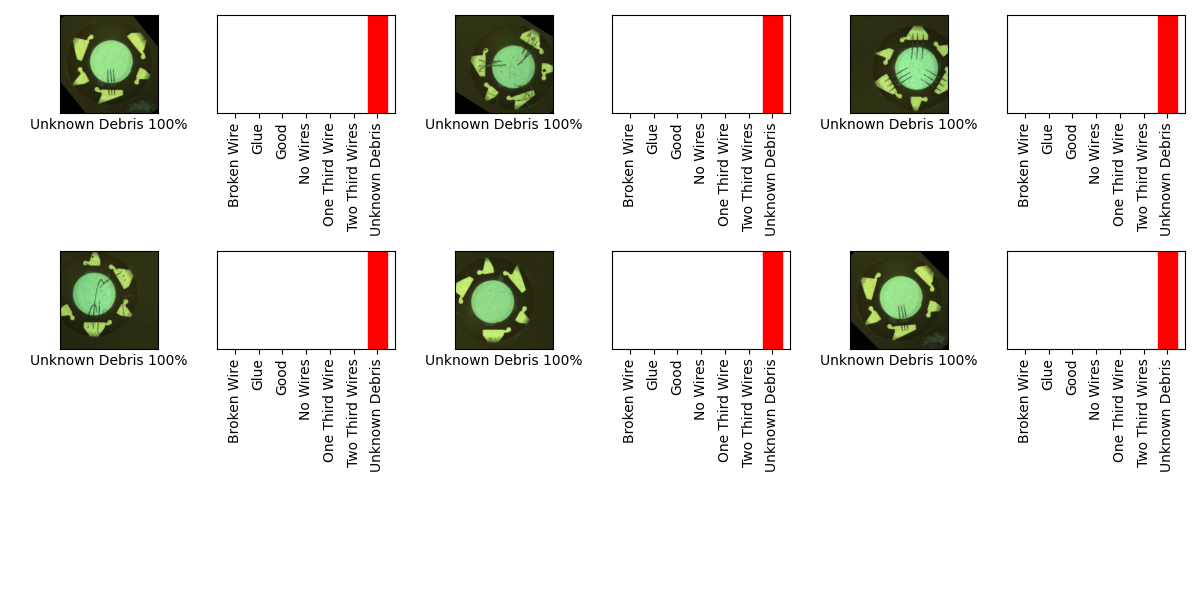 Unknown Debris 100%
Broken Wire
Glue
Good
No Wires
One Third Wire
Two Third Wires
Unknown Debris
Unknown Debris 100%
Broken Wire
Glue
Good
No Wires
One Third Wire
Two Third Wires
Unknown Debris
Unknown Debris 100%
Broken Wire
Glue
Good
No Wires
One Third Wire
Two Third Wires
Unknown Debris
Unknown Debris 100%
Broken Wire
Glue
Good
No Wires
One Third Wire
Two Third Wires
Unknown Debris
Unknown Debris 100%
Broken Wire
Glue
Good
No Wires
One Third Wire
Two Third Wires
Unknown Debris
Unknown Debris 100%
Broken Wire
Glue
Good
No Wires
One Third Wire
Two Third Wires
Unknown Debris